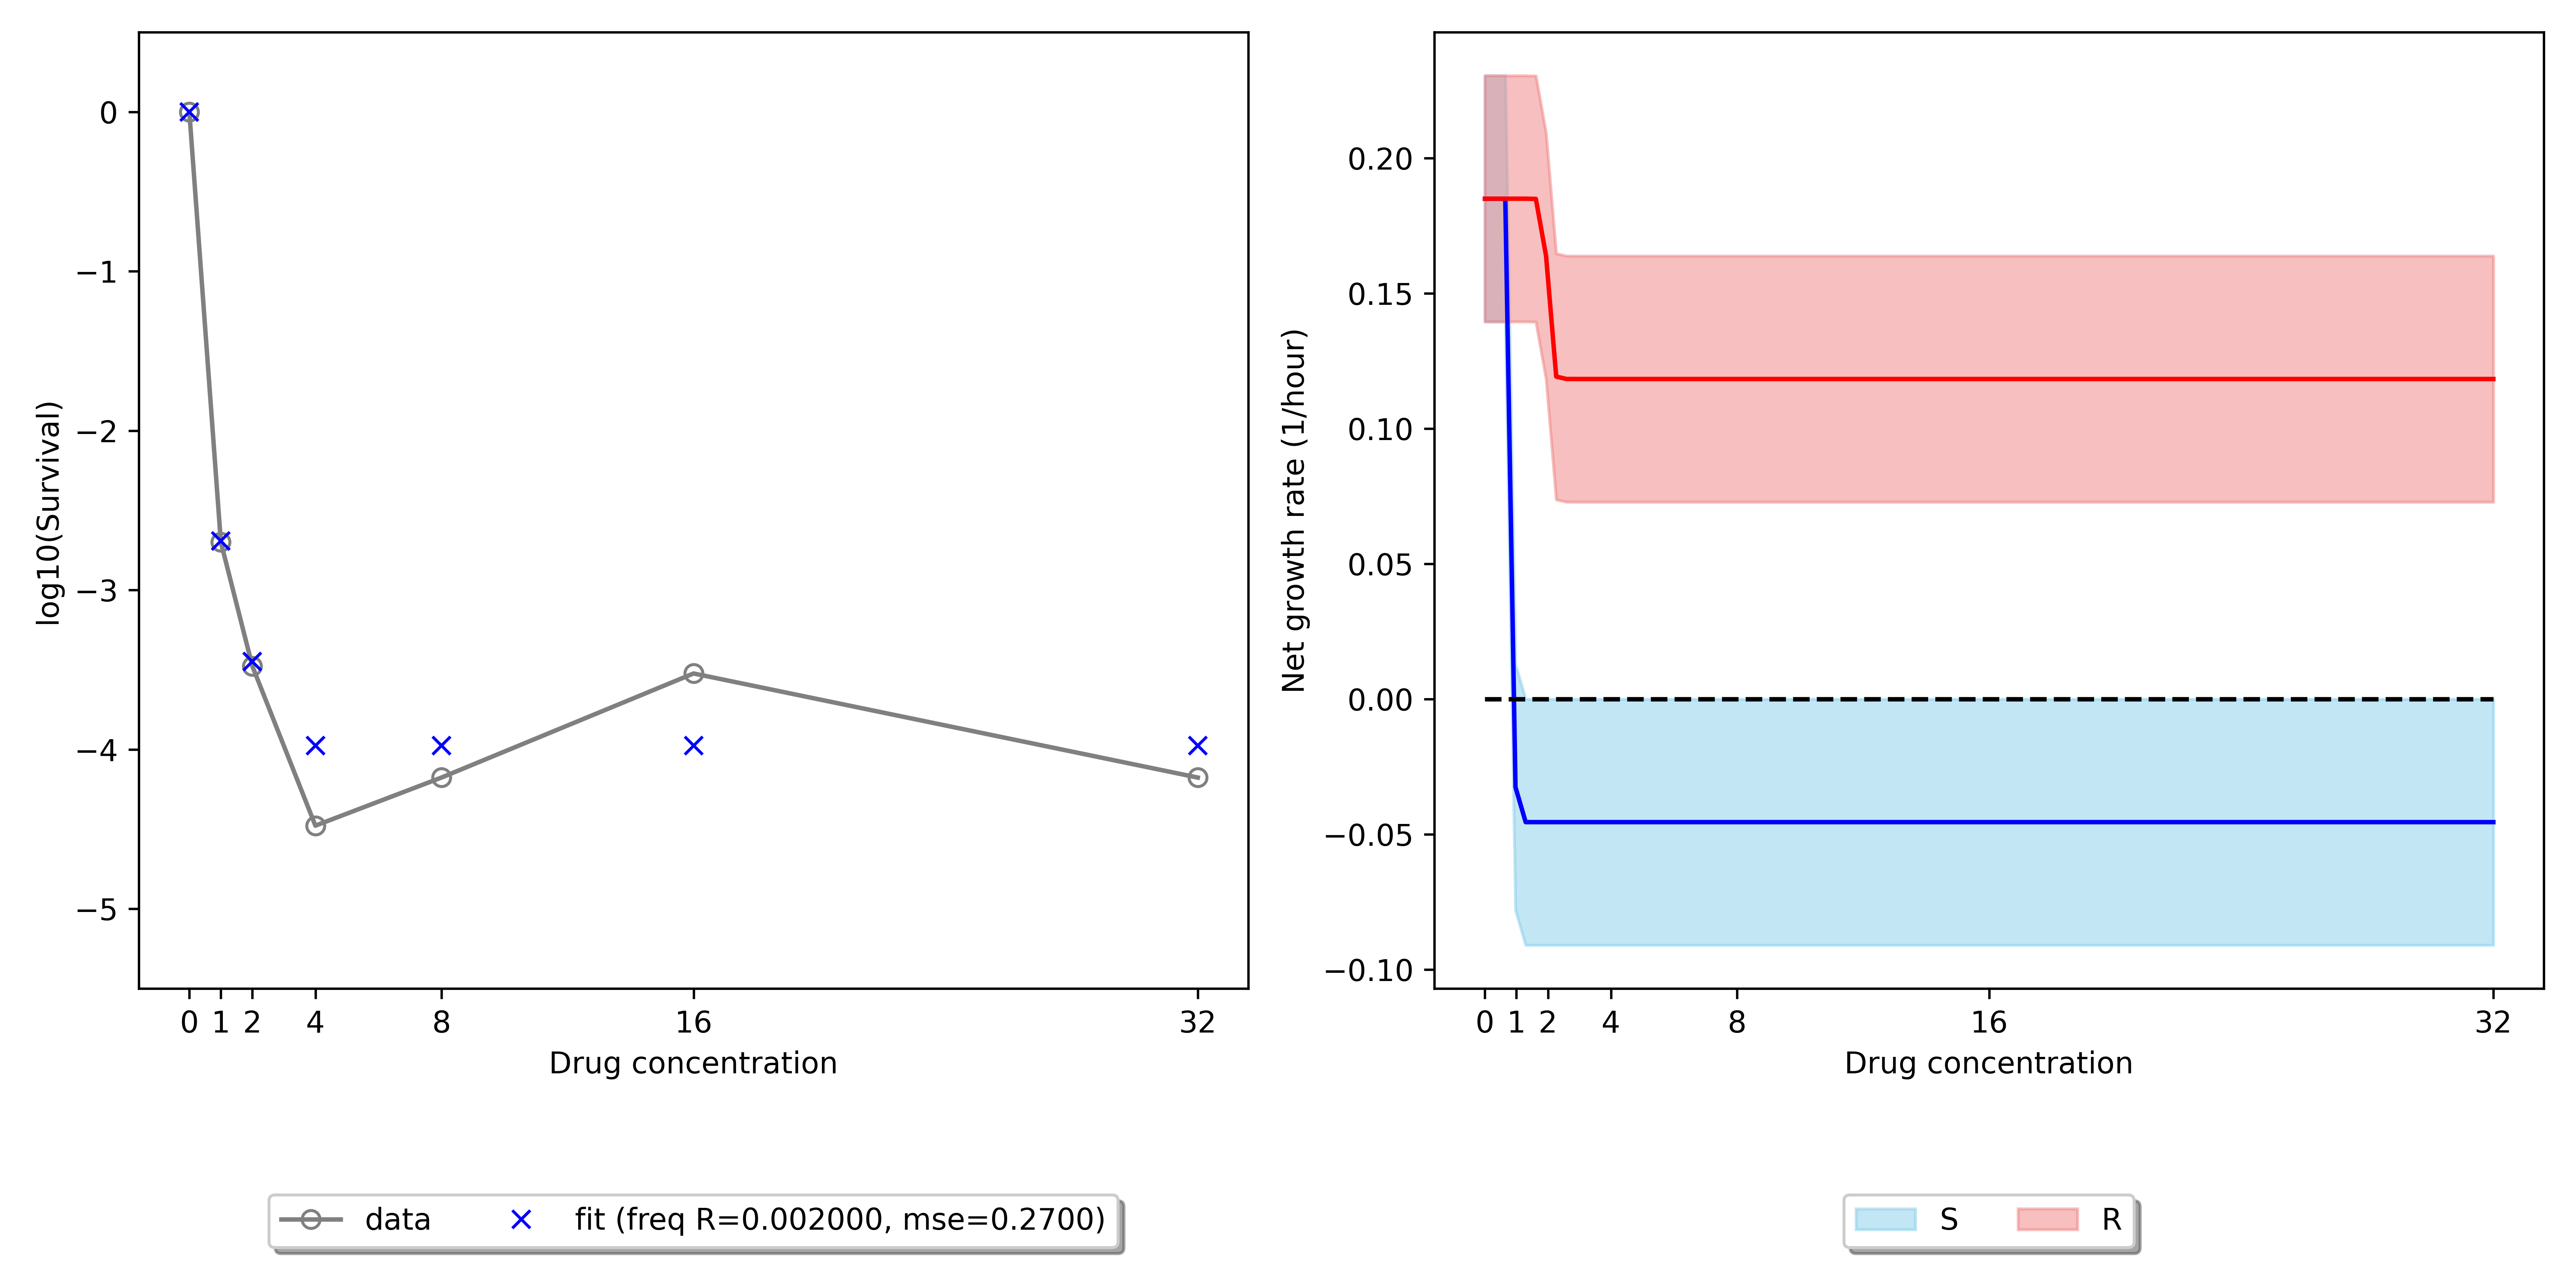 log10(Survival)
0
−1
−2
−3
−4
−5
0 1 2 4 8 16 32
Drug concentration
data fit (freq R=0.002000, mse=0.2700)
Net growth rate (1/hour)
0.20
0.15
0.10
0.05
0.00
−0.05
−0.10
0 1 2 4 8 16 32
Drug concentration
S R